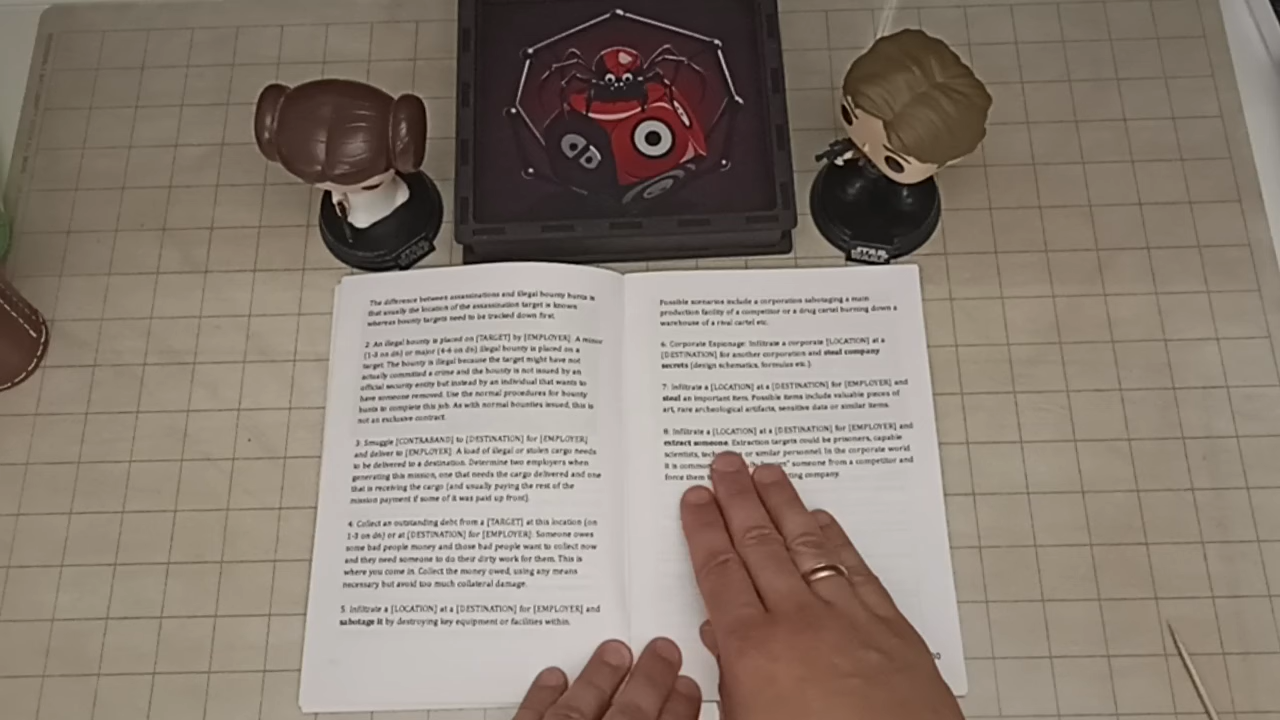 The difference between assassinations and illegal bounty hunts is
that usually the location of the assassination target is known
whereas bounty targets need to be tracked down first.
2: An illegal bounty is placed on [TARGET] by [EMPLOYER]. A minor
(1-3 on d6) or major (4-6 on d6) illegal bounty is placed on a
target. The bounty is illegal because the target might have not
actually committed a crime and the bounty is not issued by an
official security entity but instead by an individual that wants to
have someone removed. Use the normal procedures for bounty
hunts to complete this job. As with normal bounties issued, this is
not an exclusive contract.
3: Smuggle [CONTRABAND] to [DESTINATION] for [EMPLOYER]
and deliver to [EMPLOYER]. A load of illegal or stolen cargo needs
to be delivered to a destination. Determine two employers when
generating this mission, one that needs the cargo delivered and one
that is receiving the cargo (and usually paying the rest of the
mission payment if some of it was paid up front).
4: Collect an outstanding debt from a [TARGET] at this location (on
1-3 on d6) or at [DESTINATION] for [EMPLOYER]. Someone owes
some bad people money and those bad people want to collect now
and they need someone to do their dirty work for them. This is
where you come in. Collect the money owed, using any means
necessary but avoid too much collateral damage.
5: Infiltrate a [LOCATION] at a [DESTINATION] for [EMPLOYER] and
sabotage it by destroying key equipment or facilities within.
Possible scenarios include a corporation sabotaging a main
production facility of a competitor or a drug cartel burning down a
warehouse of a rival cartel etc.
6: Corporate Espionage: Infiltrate a corporate [LOCATION] at a
[DESTINATION] for another corporation and steal company
secrets (design schematics, formulas etc.)
7: Infiltrate a [LOCATION] at a [DESTINATION] for [EMPLOYER] and
steal an important item. Possible items include valuable pieces of
art, rare archeological artifacts, sensitive data or similar items.
8: Infiltrate a [LOCATION] at a [DESTINATION] for [EMPLOYER] and
extract someone. Extraction targets could be prisoners, capable
scientists, or similar personnel. In the corporate world
it is someone from a competitor and
force them company.
STAR
WARS
STAR
WARS